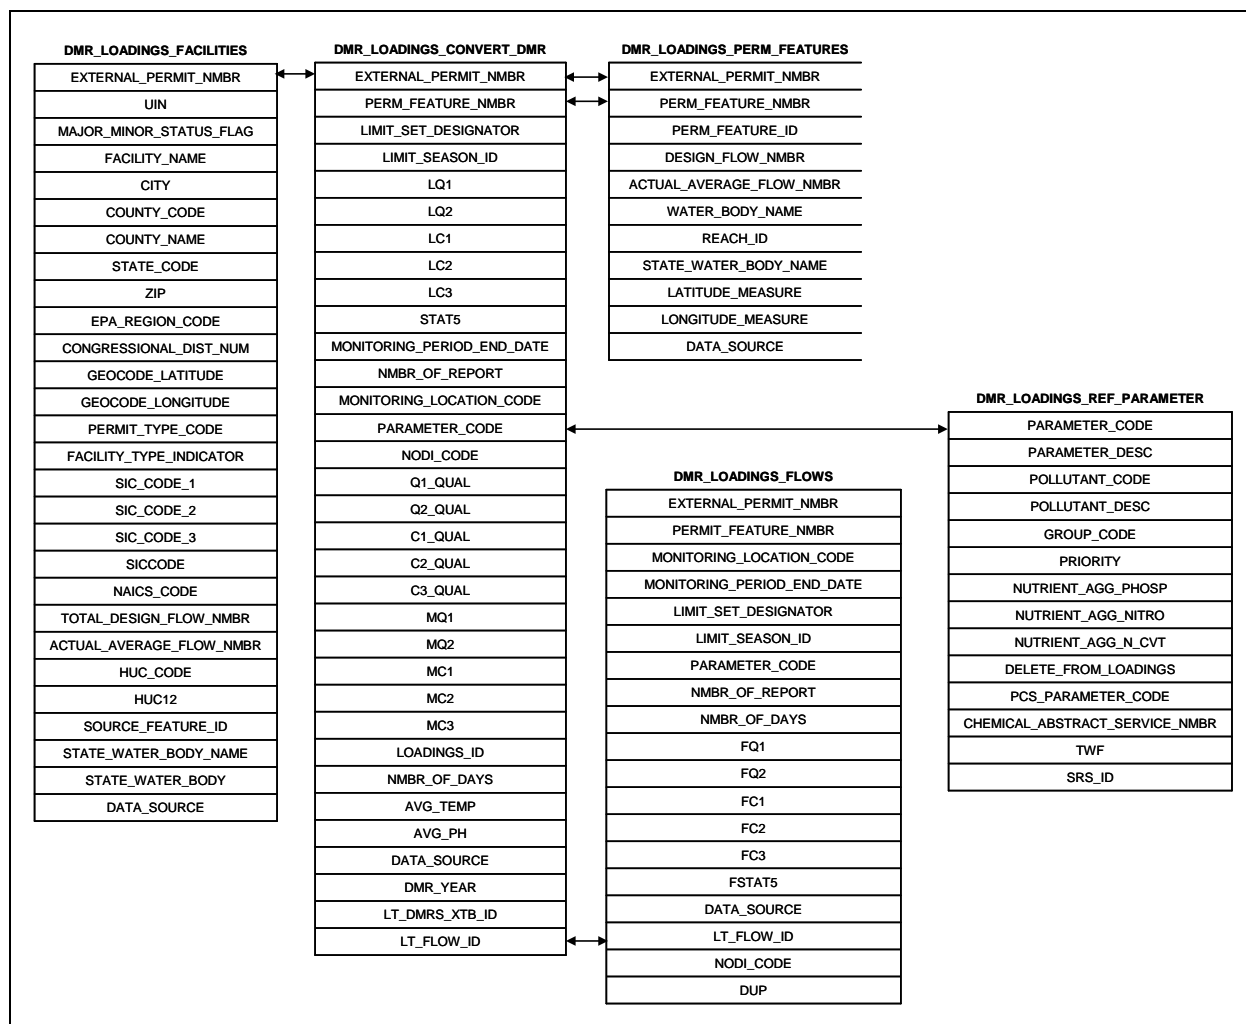 DMR_LOADINGS_FACILITIES
EXTERNAL_PERMIT_NMBR
UIN
MAJOR_MINOR_STATUS_FLAG
FACILITY_NAME
CITY
COUNTY_CODE
COUNTY_NAME
STATE_CODE
ZIP
EPA_REGION_CODE
CONGRESSIONAL_DIST_NUM
GEOCODE_LATITUDE
GEOCODE_LONGITUDE
PERMIT_TYPE_CODE
FACILITY_TYPE_INDICATOR
SIC_CODE_1
SIC_CODE_2
SIC_CODE_3
SICCODE
NAICS_CODE
TOTAL_DESIGN_FLOW_NMBR
ACTUAL_AVERAGE_FLOW_NMBR
HUC_CODE
HUC12
SOURCE_FEATURE_ID
STATE_WATER_BODY_NAME
STATE_WATER_BODY
DATA_SOURCE
DMR_LOADINGS_CONVERT_DMR
EXTERNAL_PERMIT_NMBR
PERM_FEATURE_NMBR
LIMIT_SET_DESIGNATOR
LIMIT_SEASON_ID
LQ1
LQ2
LC1
LC2
LC3
STAT5
MONITORING_PERIOD_END_DATE
NMBR_OF_REPORT
MONITORING_LOCATION_CODE
PARAMETER_CODE
NODI_CODE
Q1_QUAL
Q2_QUAL
C1_QUAL
C2_QUAL
C3_QUAL
MQ1
MQ2
MC1
MC2
MC3
LOADINGS_ID
NMBR_OF_DAYS
AVG_TEMP
AVG_PH
DATA_SOURCE
DMR_YEAR
LT_DMRS_XTB_ID
LT_FLOW_ID
DMR_LOADINGS_PERM_FEATURES
EXTERNAL_PERMIT_NMBR
PERM_FEATURE_NMBR
PERM_FEATURE_ID
DESIGN_FLOW_NMBR
ACTUAL_AVERAGE_FLOW_NMBR
WATER_BODY_NAME
REACH_ID
STATE_WATER_BODY_NAME
LATITUDE_MEASURE
LONGITUDE_MEASURE
DATA_SOURCE
DMR_LOADINGS_FLOWS
EXTERNAL_PERMIT_NMBR
PERMIT_FEATURE_NMBR
MONITORING_LOCATION_CODE
MONITORING_PERIOD_END_DATE
LIMIT_SET_DESIGNATOR
LIMIT_SEASON_ID
PARAMETER_CODE
NMBR_OF_REPORT
NMBR_OF_DAYS
FQ1
FQ2
FC1
FC2
FC3
FSTAT5
DATA_SOURCE
LT_FLOW_ID
NODI_CODE
DUP
DMR_LOADINGS_REF_PARAMETER
PARAMETER_CODE
PARAMETER_DESC
POLLUTANT_CODE
POLLUTANT_DESC
GROUP_CODE
PRIORITY
NUTRIENT_AGG_PHOSP
NUTRIENT_AGG_NITRO
NUTRIENT_AGG_N_CVT
DELETE_FROM_LOADINGS
PCS_PARAMETER_CODE
CHEMICAL_ABSTRACT_SERVICE_NMBR
TWF
SRS_ID